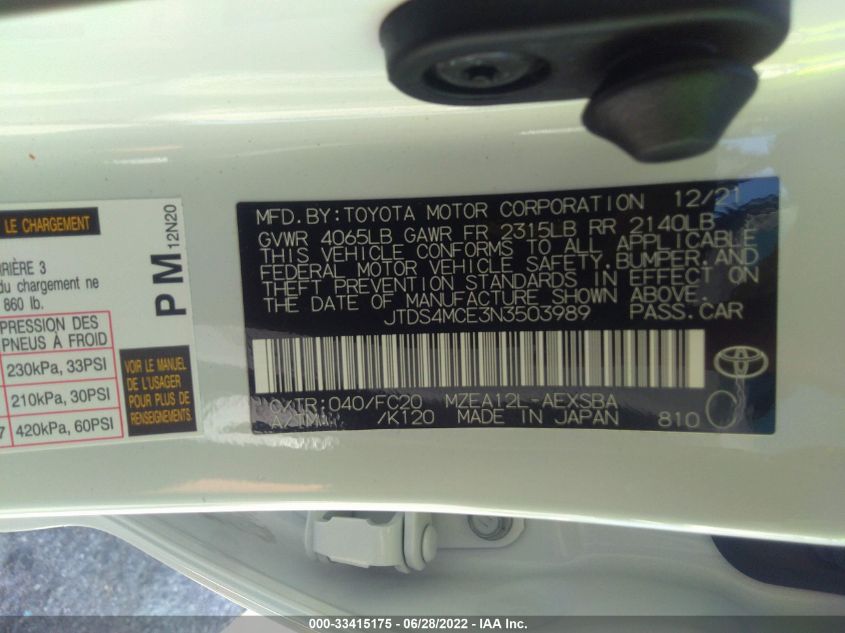 LE CHARGEMENT
RIÈRE 3
du chargement ne
860 lb.
PRESSION DES
PNEUS À FROID
230kPa, 33PSI
210kPa, 30PSI
7 420kPa, 60PSI
PM 12N20
VOIR LE MANUEL
DE L'USAGER
POUR PLUS DE
RENSEIGNEMENTS
MFD.BY:TOYOTA MOTOR CORPORATION 12/21
GVWR 4065LB GAWR FR 2315LB RR 2140LB
THIS VEHICLE CONFORMS TO ALL APPLICABLE
FEDERAL MOTOR VEHICLE SAFETY, BUMPER, AND
THEFT PREVENTION STANDARDS IN EFFECT ON
THE DATE OF MANUFACTURE SHOWN ABOVE.
JTDS4MCE3N3503989 PASS.CAR
C/TR:040/FC20 MZEA12L-AEXSBA
A/TM: /K120 MADE IN JAPAN 810
000-33415175 - 06/28/2022 - IAA Inc.